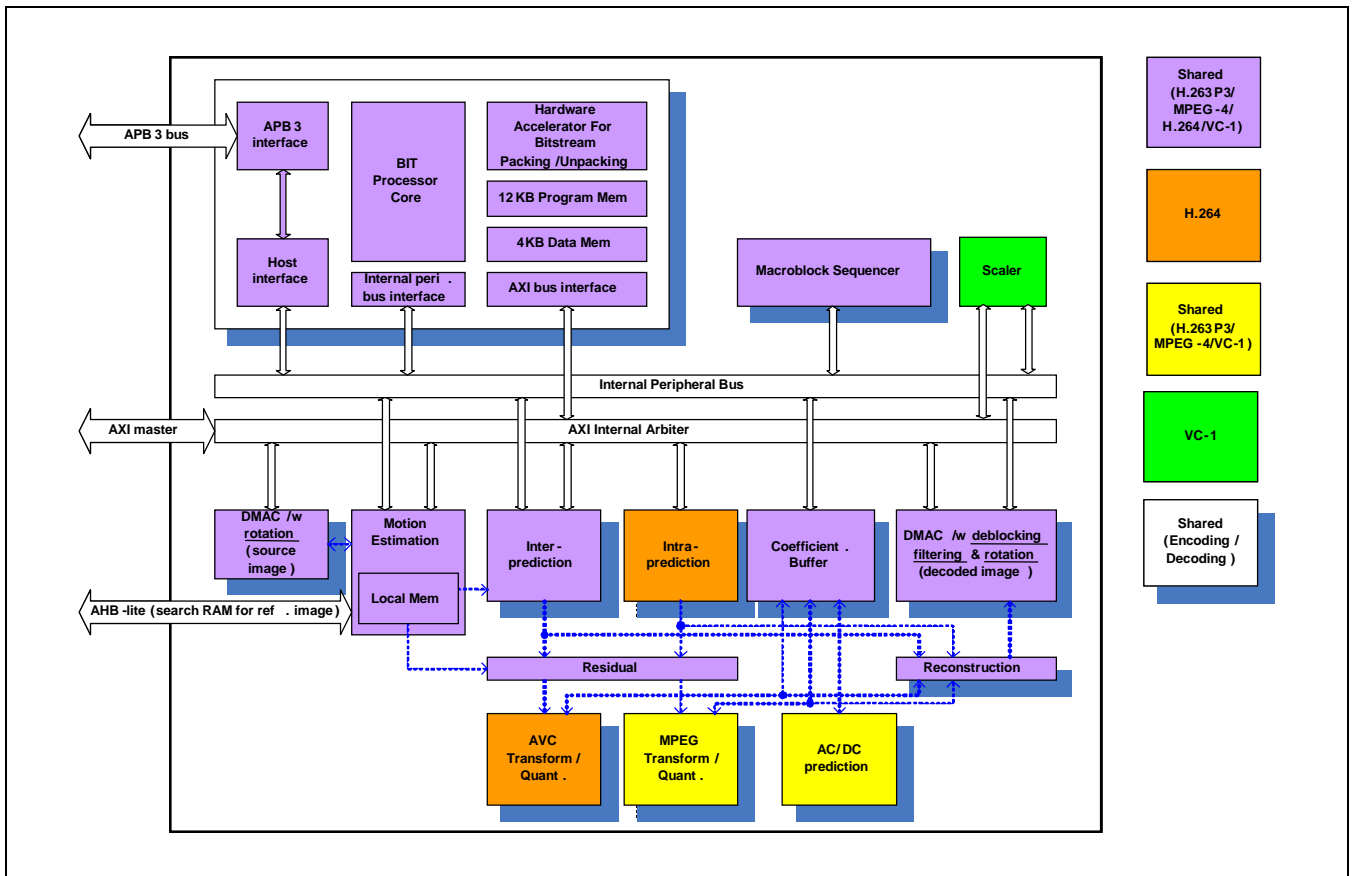 APB 3 bus
APB 3
interface
Host
interface
BIT
Processor
Core
Internal peri .
bus interface
Hardware
Accelerator For
Bitstream
Packing /Unpacking
12 KB Program Mem
4KB Data Mem
AXI bus interface
Macroblock Sequencer
Scaler
Internal Peripheral Bus
AXI master
AXI Internal Arbiter
DMAC /w
rotation
(source
image )
Motion
Estimation
Local Mem
Inter-
prediction
Intra-
prediction
Coefficient .
Buffer
DMAC /w deblocking
filtering & rotation
(decoded image )
AHB -lite (search RAM for ref . image)
Residual
Reconstruction
AVC
Transform /
Quant .
MPEG
Transform /
Quant .
AC/DC
prediction
Shared
(H.263 P3/
MPEG -4/
H.264 /VC-1)
H.264
Shared
(H.263 P3/
MPEG -4/VC-1)
VC-1
Shared
(Encoding /
Decoding )